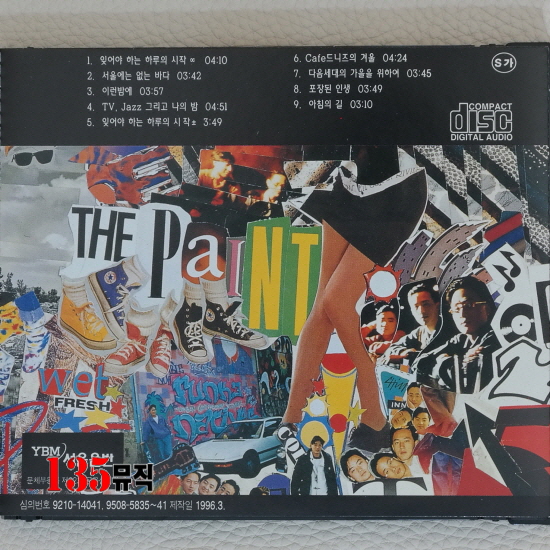 1. 잊어야 하는 하루의 시작 ∞ 04:10
2. 서울에는 없는 바다 03:42
3. 이런밤에 03:57
4. TV, Jazz 그리고 나의 밤 04:51
5. 잊어야 하는 하루의 시작 ± 3:49
6. Cafe드니즈의 겨울 04:24
7. 다음세대의 가을을 위하여 03:45
8. 포장된 인생 03:49
9. 아침의 길 03:10
S가
COMPACT
disc
DIGITAL AUDIO
THE PaINT
2
wet
FRESH
INN
YBM
135뮤직
심의번호 9210-14041, 9508-5835~41 제작일 1996.3.